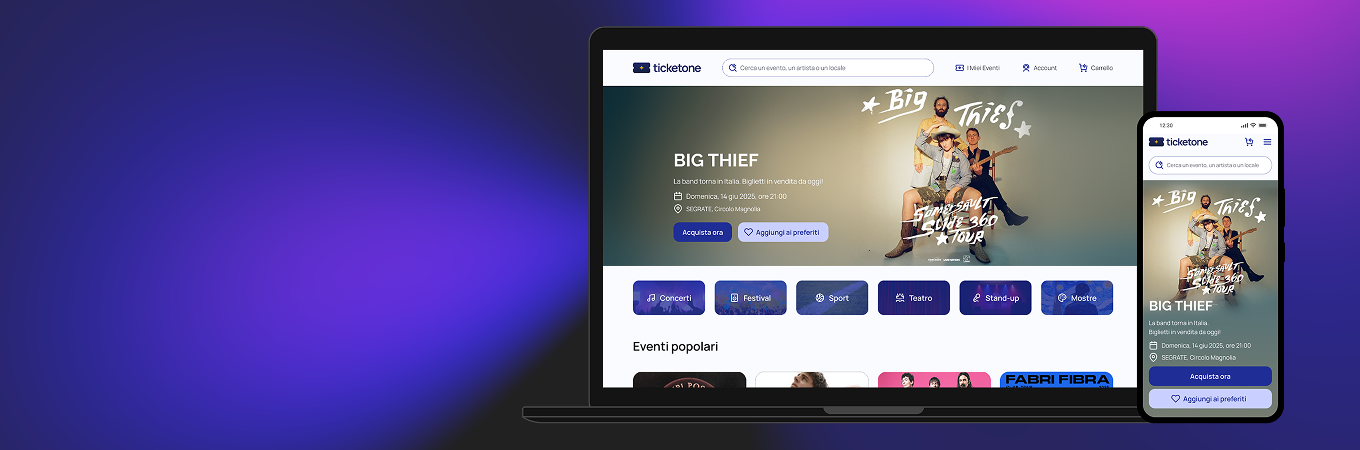 ticketone
Cerca un evento, un artista o un locale
I Miei Eventi
Account
Carrello
Big Thief
BIG THIEF
La band torna in Italia. Biglietti in vendita da oggi!
Domenica, 14 giu 2025, ore 21:00
SEGRATE, Circolo Magnolia
Acquista ora
Aggiungi ai preferiti
SOMERSAULT
SLIDE 360
TOUR
Concerti
Festival
Sport
Teatro
Stand-up
Mostre
Eventi popolari
FABRI FIBRA
12:30
ticketone
Cerca un evento, un artista o un locale
Big Thief
SOMERSAULT
SLIDE 360
TOUR
BIG THIEF
La band torna in Italia.
Biglietti in vendita da oggi!
Domenica, 14 giu 2025, ore 21:00
SEGRATE, Circolo Magnolia
Acquista ora
Aggiungi ai preferiti